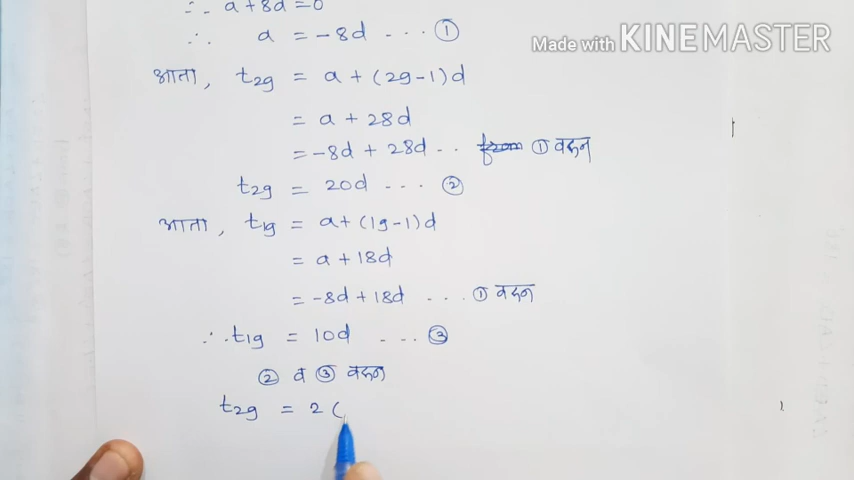 ∴ a + 8d = 0
∴ a = -8d ... ①
Made with KINEMASTER
आता, t₂₉ = a + (29-1)d
= a + 28d
= -8d + 28d .. ① वरून
t₂₉ = 20d ... ②
आता, t₁₉ = a + (19-1)d
= a + 18d
= -8d + 18d ... ① वरून
∴ t₁₉ = 10d ... ③
② व ③ वरून
t₂₉ = 2 (